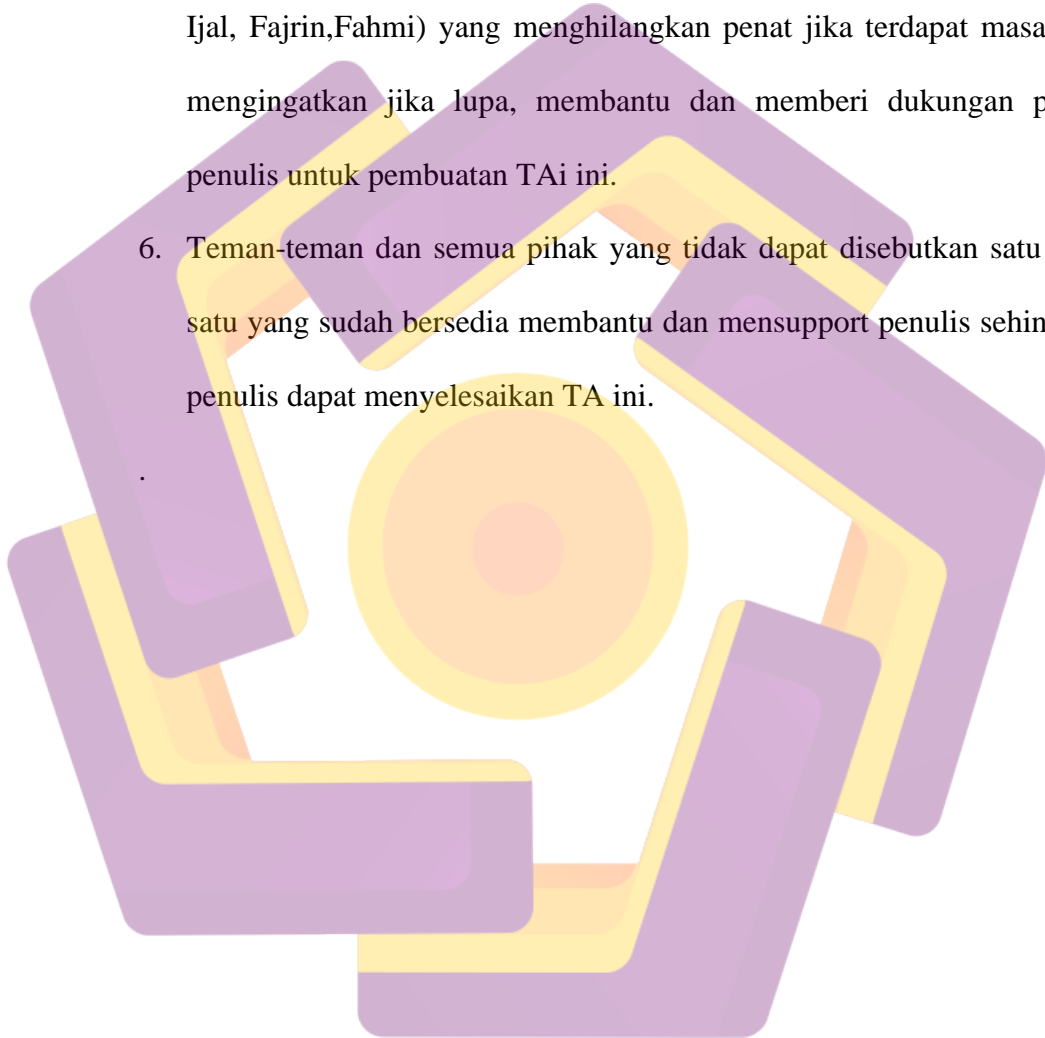 Ijal, Fajrin,Fahmi) yang menghilangkan penat jika terdapat masa
mengingatkan jika lupa, membantu dan memberi dukungan p
penulis untuk pembuatan TAi ini.
6. Teman-teman dan semua pihak yang tidak dapat disebutkan satu
satu yang sudah bersedia membantu dan mensupport penulis sehin
penulis dapat menyelesaikan TA ini.
.